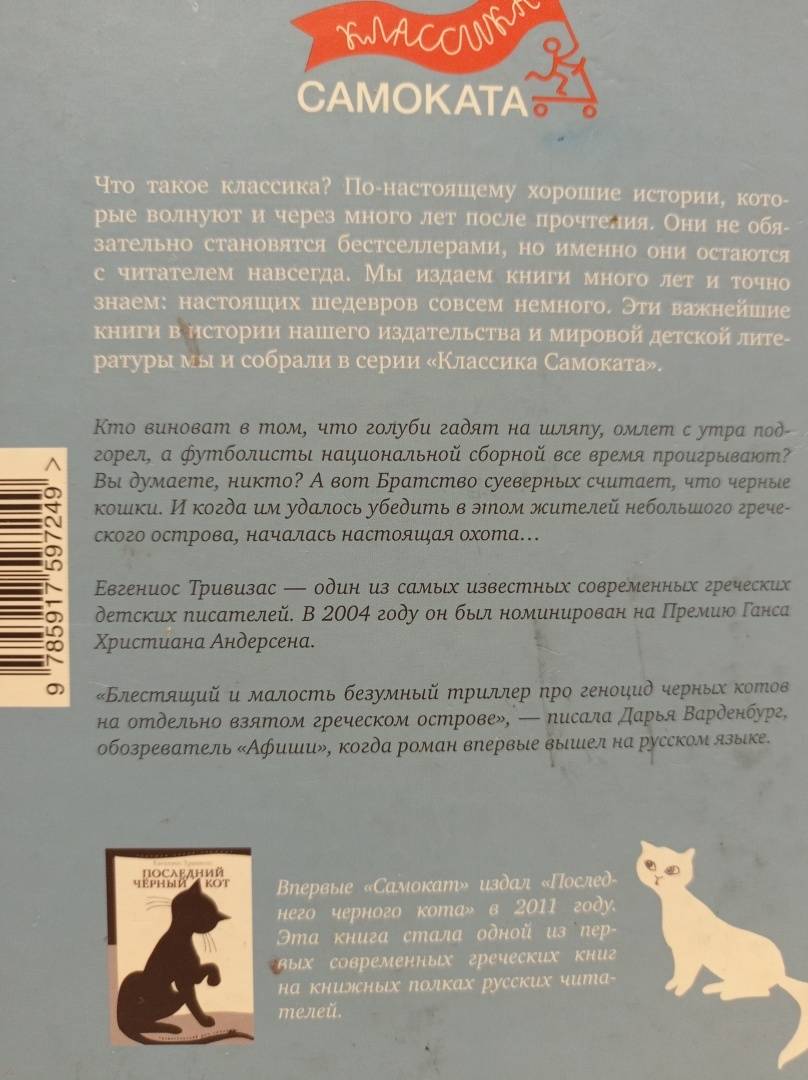 КЛАССИКА
САМОКАТА
Что такое классика? По-настоящему хорошие истории, кото-
рые волнуют и через много лет после прочтения. Они не обя-
зательно становятся бестселлерами, но именно они остаются
с читателем навсегда. Мы издаем книги много лет и точно
знаем: настоящих шедевров совсем немного. Эти важнейшие
книги в истории нашего издательства и мировой детской лите-
ратуры мы и собрали в серии «Классика Самоката».
Кто виноват в том, что голуби гадят на шляпу, омлет с утра под-
горел, а футболисты национальной сборной все время проигрывают?
Вы думаете, никто? А вот Братство суеверных считает, что черные
кошки. И когда им удалось убедить в этом жителей небольшого грече-
ского острова, началась настоящая охота...
Евгениос Тривизас — один из самых известных современных греческих
детских писателей. В 2004 году он был номинирован на Премию Ганса
Христиана Андерсена.
«Блестящий и малость безумный триллер про геноцид черных котов
на отдельно взятом греческом острове», — писала Дарья Варденбург,
обозреватель «Афиши», когда роман впервые вышел на русском языке.
9 785917 597249 >
Евгениос Тривизас
ПОСЛЕДНИЙ
ЧЕРНЫЙ КОТ
Впервые «Самокат» издал «Послед-
него черного кота» в 2011 году.
Эта книга стала одной из пер-
вых современных греческих книг
на книжных полках русских чита-
телей.